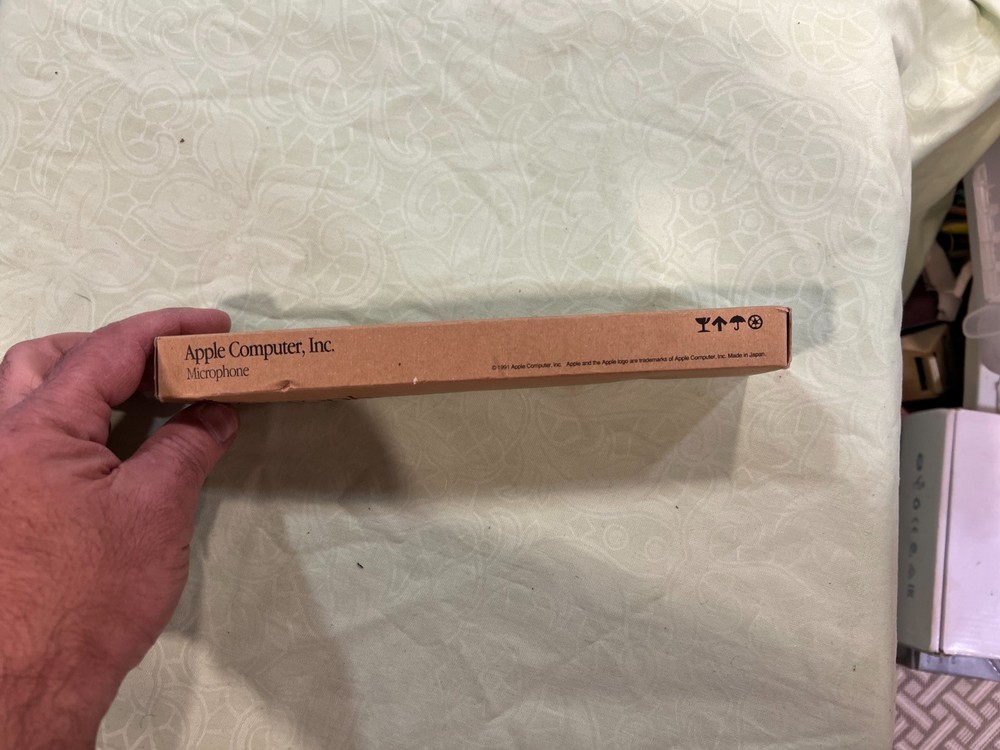 Apple Computer, Inc.
Microphone
© 1991 Apple Computer, Inc. Apple and the Apple logo are trademarks of Apple Computer, Inc. Made in Japan.